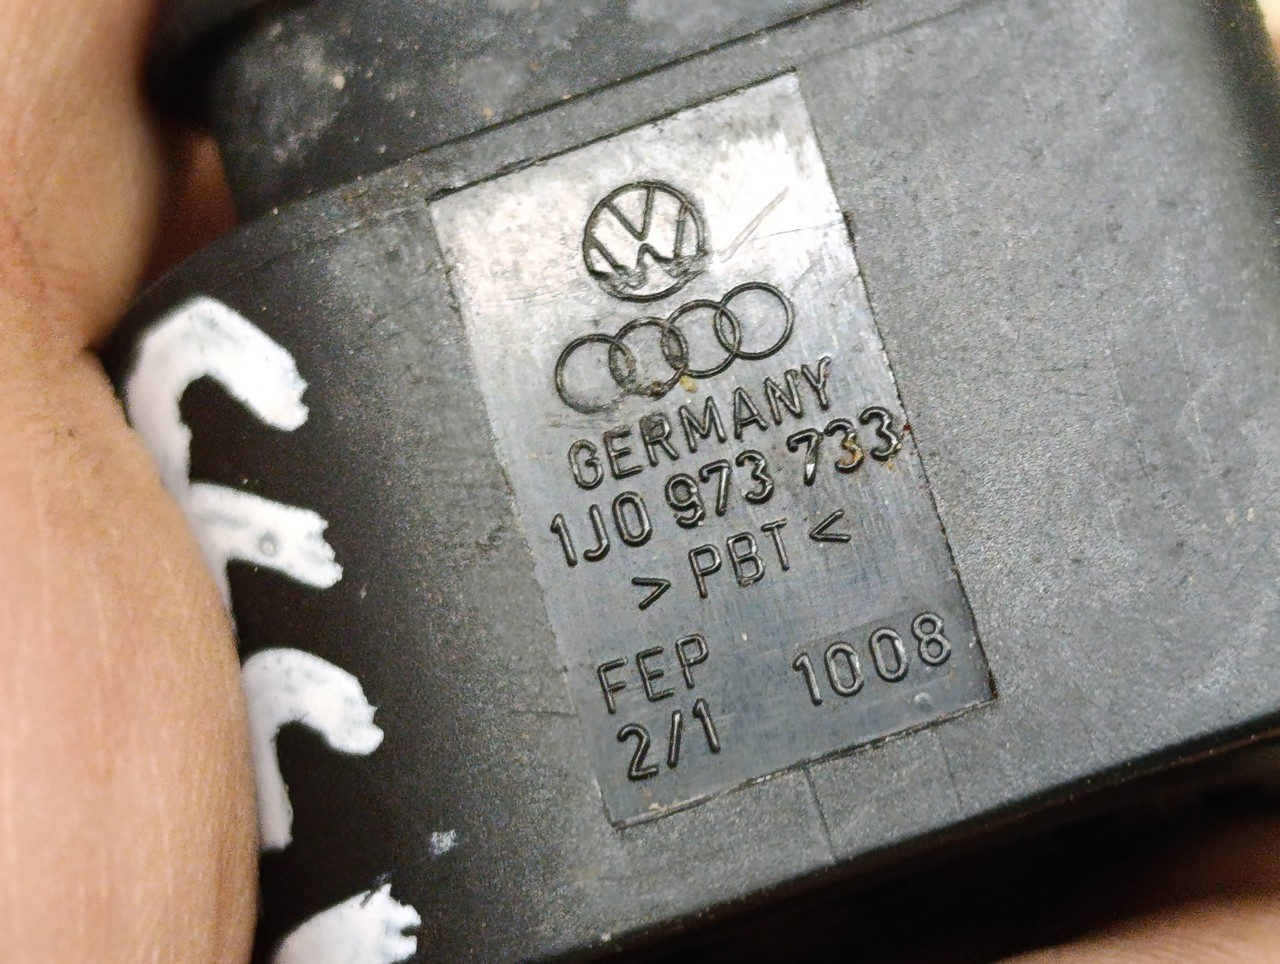 GERMANY
1J0 973 733
> PBT <
FEP 1008
2/1